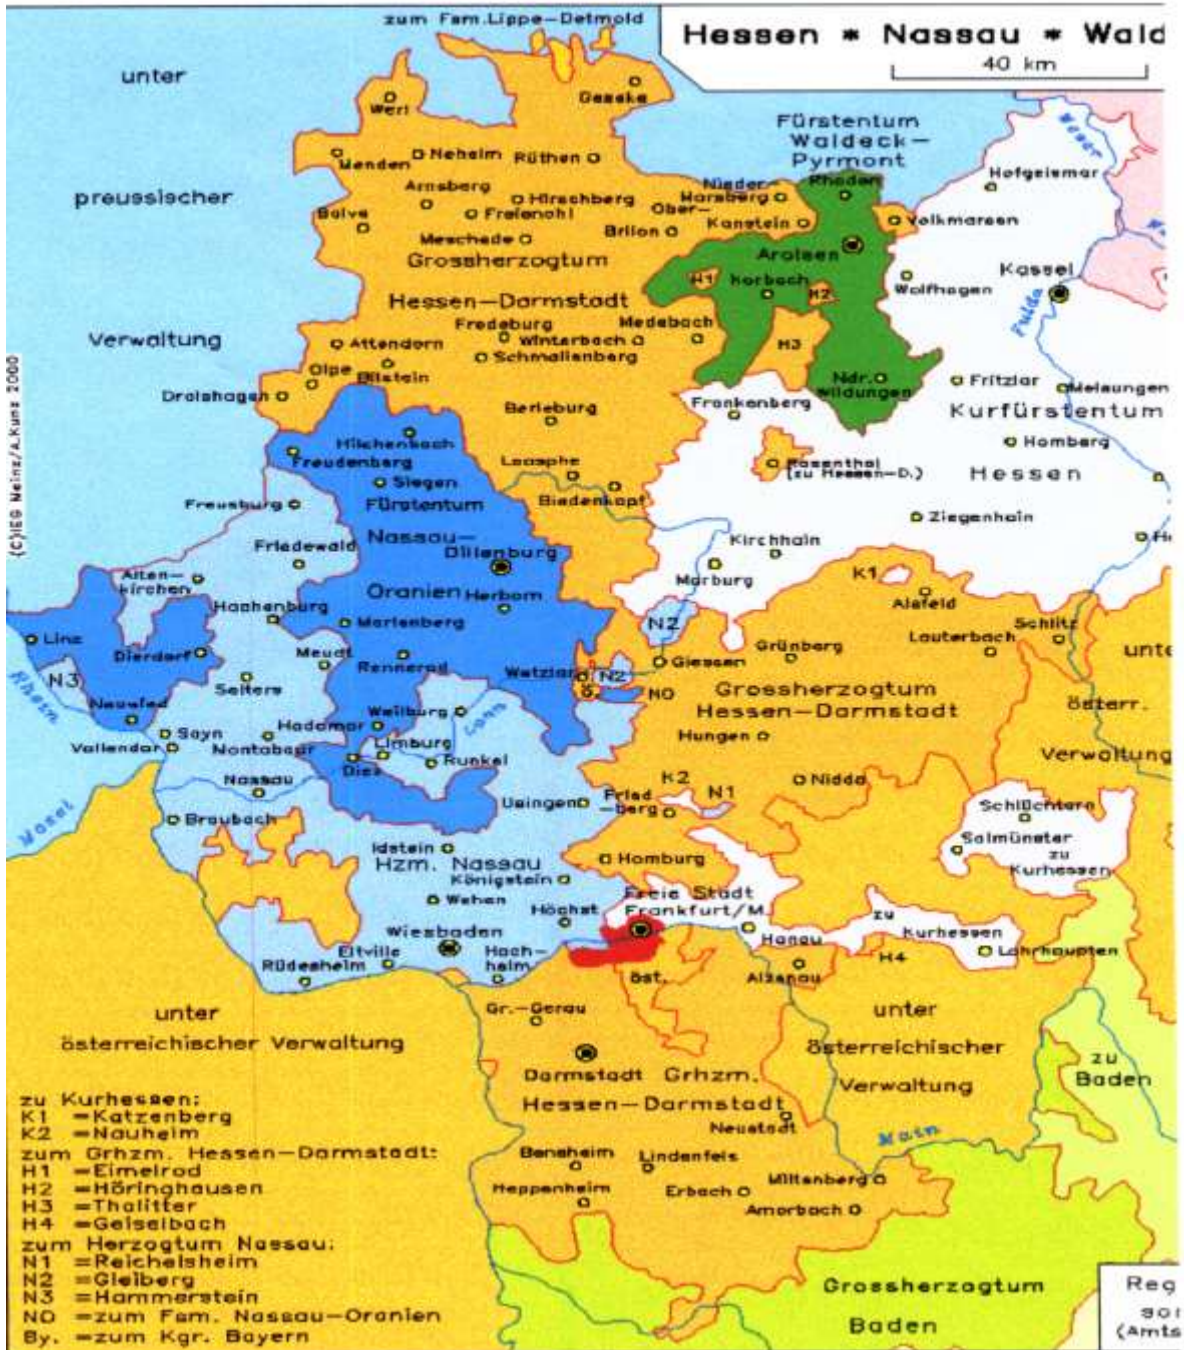 zum Fsm.Lippe-Detmold
Hessen * Nassau * Wald
40 km
unter
preussischer
Verwaltung
Werl
Geseke
Fürstentum
Waldeck-
Pyrmont
Weser
Menden
Neheim
Rüthen
Rhoden
Hofgeismar
Arnsberg
Hirschberg
Nieder-
Marsberg
Balve
Freienohl
Ober-
Kanstein
Volkmarsen
Meschede
Brilon
Arolsen
Grossherzogtum
Hessen-Darmstadt
H1
Korbach
H2
Wolfhagen
Kassel
Fulda
Fredeburg
Medebach
Attendorn
Winterbach
Schmallenberg
H3
Olpe
Bilstein
Drolshagen
Ndr.
Wildungen
Fritzlar
Melsungen
Berleburg
Frankenberg
Kurfürstentum
Hessen
Homberg
Hilchenbach
Freudenberg
Laasphe
Rosenthal
(zu Hessen-D.)
Siegen
Biedenkopf
Freusburg
Fürstentum
Nassau-
Oranien
Ziegenhain
Friedewald
Dillenburg
Kirchhain
Marburg
Alten-
kirchen
Herborn
K1
Alsfeld
Hachenburg
Marienberg
N2
Schlitz
Linz
Lauterbach
Dierdorf
Meudt
Rennerod
Wetzlar
N2
Giessen
Grünberg
unte
österr.
Verwaltung
Rhein
N3
Selters
Ö.
NO
Grossherzogtum
Hessen-Darmstadt
Neuwied
Weilburg
Lahn
Sayn
Hadamar
Hungen
Vallendar
Montabaur
Limburg
Diez
Runkel
Nassau
K2
Nidda
Mosel
Usingen
Fried-
berg
N1
Schlüchtern
Braubach
Salmünster
zu
Kurhessen
Idstein
Homburg
Hzm. Nassau
Königstein
Wehen
Höchst
Freie Stadt
Frankfurt/M.
zu
Kurhessen
Wiesbaden
Hanau
Lohrhaupten
Eltville
Hoch-
heim
H4
Rüdesheim
öst.
Alzenau
unter
österreichischer Verwaltung
Gr.-Gerau
unter
österreichischer
Verwaltung
zu
Baden
Darmstadt Grhzm.
Hessen-Darmstadt
Neustadt
Main
Bensheim
Lindenfels
Heppenheim
Erbach
Miltenberg
Amorbach
Grossherzogtum
Baden
Reg
(Amts
zu Kurhessen:
K1 =Katzenberg
K2 =Nauheim
zum Grhzm. Hessen-Darmstadt:
H1 =Eimelrod
H2 =Höringhausen
H3 =Thalitter
H4 =Geiselbach
zum Herzogtum Nassau:
N1 =Reichelsheim
N2 =Gleiberg
N3 =Hammerstein
NO =zum Fsm. Nassau-Oranien
By. =zum Kgr. Bayern
(C)IEG Mainz/A.Kunz 2000